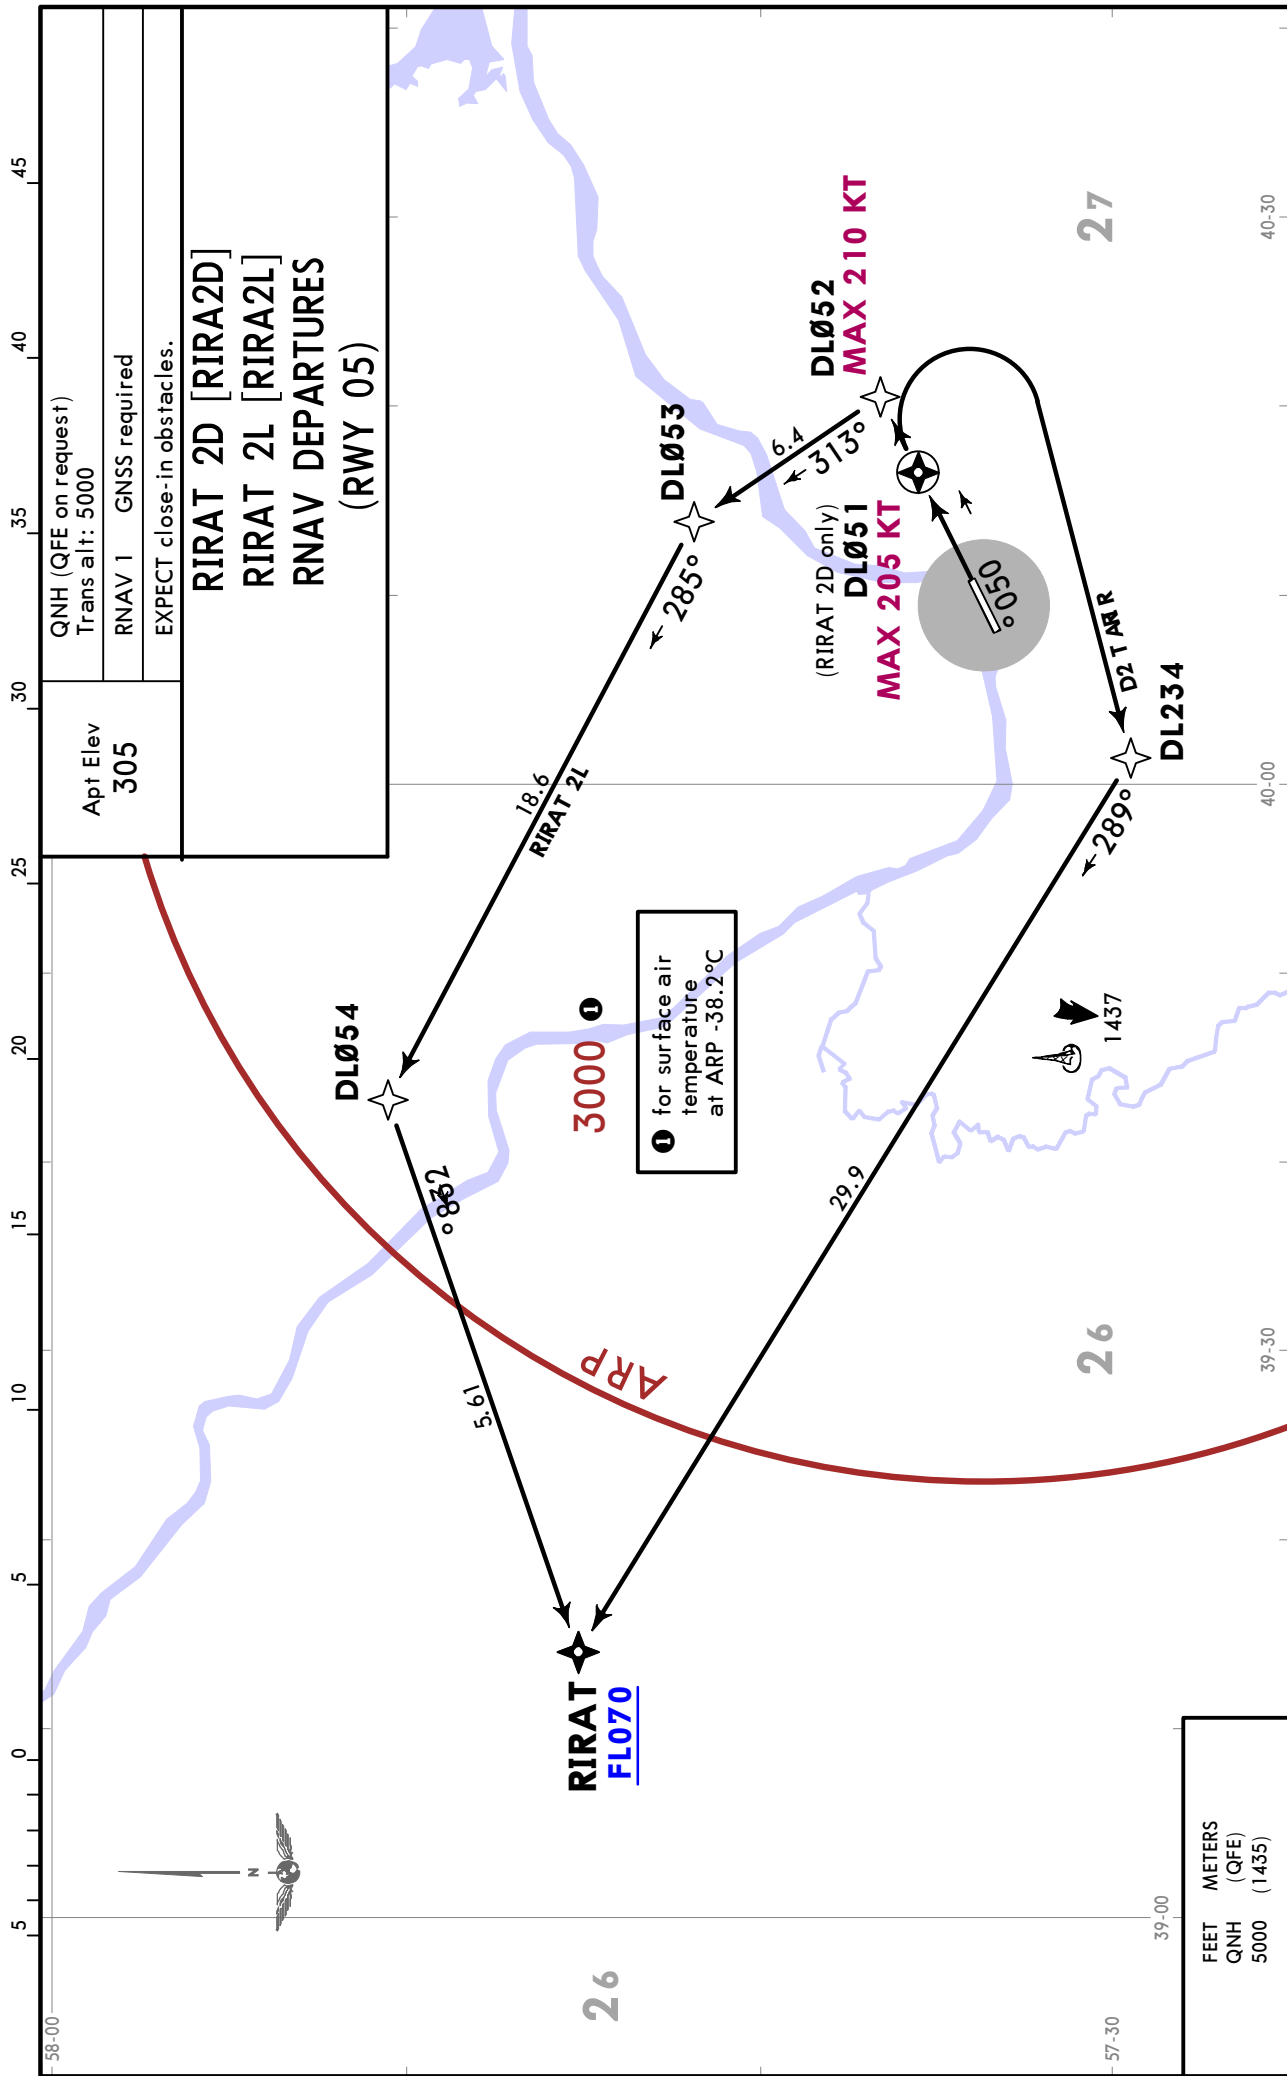 5
0
5
10
15
20
25
30
35
40
45
Apt Elev
305
QNH (QFE on request)
Trans alt: 5000
RNAV 1 GNSS required
EXPECT close-in obstacles.
RIRAT 2D [RIRA2D]
RIRAT 2L [RIRA2L]
RNAV DEPARTURES
(RWY 05)
58-00
N
DLØ54
228°
19.5
18.6
RIRAT 2L
285°
DLØ53
6.4
313°
DLØ52
MAX 210 KT
(RIRAT 2D only)
DLØ51
MAX 205 KT
050°
RIRAT
FL070
ARP
3000 1
1 for surface air
temperature
at ARP -38.2°C
29.9
289°
DL234
1437
26
26
27
39-00
39-30
40-00
40-30
57-30
FEET METERS
QNH (QFE)
5000 (1435)